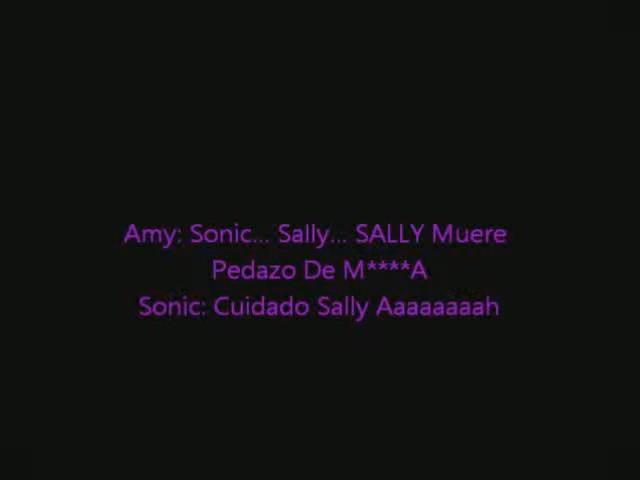 Amy: Sonic... Sally... SALLY Muere
Pedazo De M****A
Sonic: Cuidado Sally Aaaaaaaah